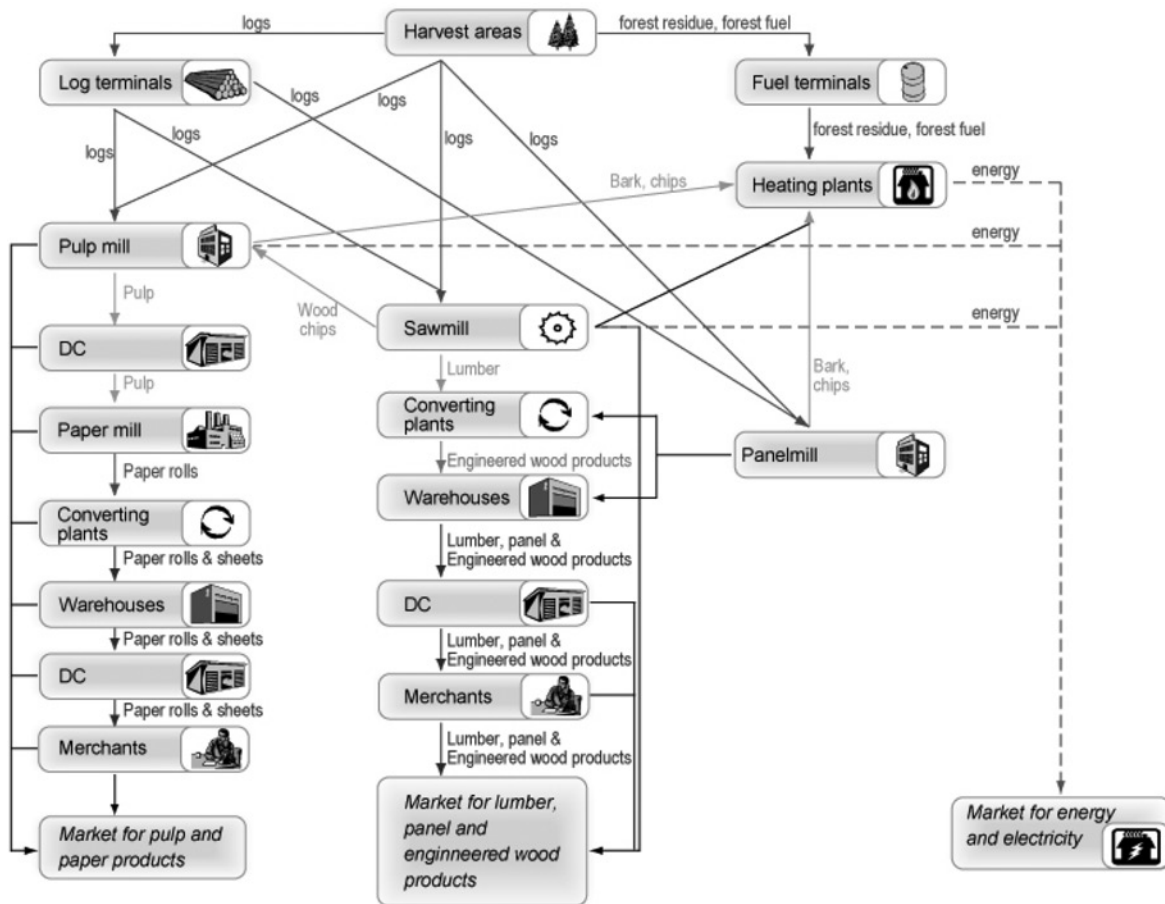 logs
Harvest areas
forest residue, forest fuel
Log terminals
Fuel terminals
logs
logs
logs
logs
logs
forest residue, forest fuel
logs
Bark, chips
Heating plants
energy
Pulp mill
energy
Pulp
Wood
chips
Sawmill
energy
DC
Lumber
Bark,
chips
Pulp
Converting
plants
Paper mill
Engineered wood products
Panelmill
Paper rolls
Warehouses
Converting
plants
Lumber, panel &
Engineered wood products
Paper rolls & sheets
Warehouses
DC
Paper rolls & sheets
Lumber, panel &
Engineered wood products
DC
Merchants
Paper rolls & sheets
Merchants
Lumber, panel &
Engineered wood products
Market for pulp and
paper products
Market for lumber,
panel and
enginneered wood
products
Market for energy
and electricity